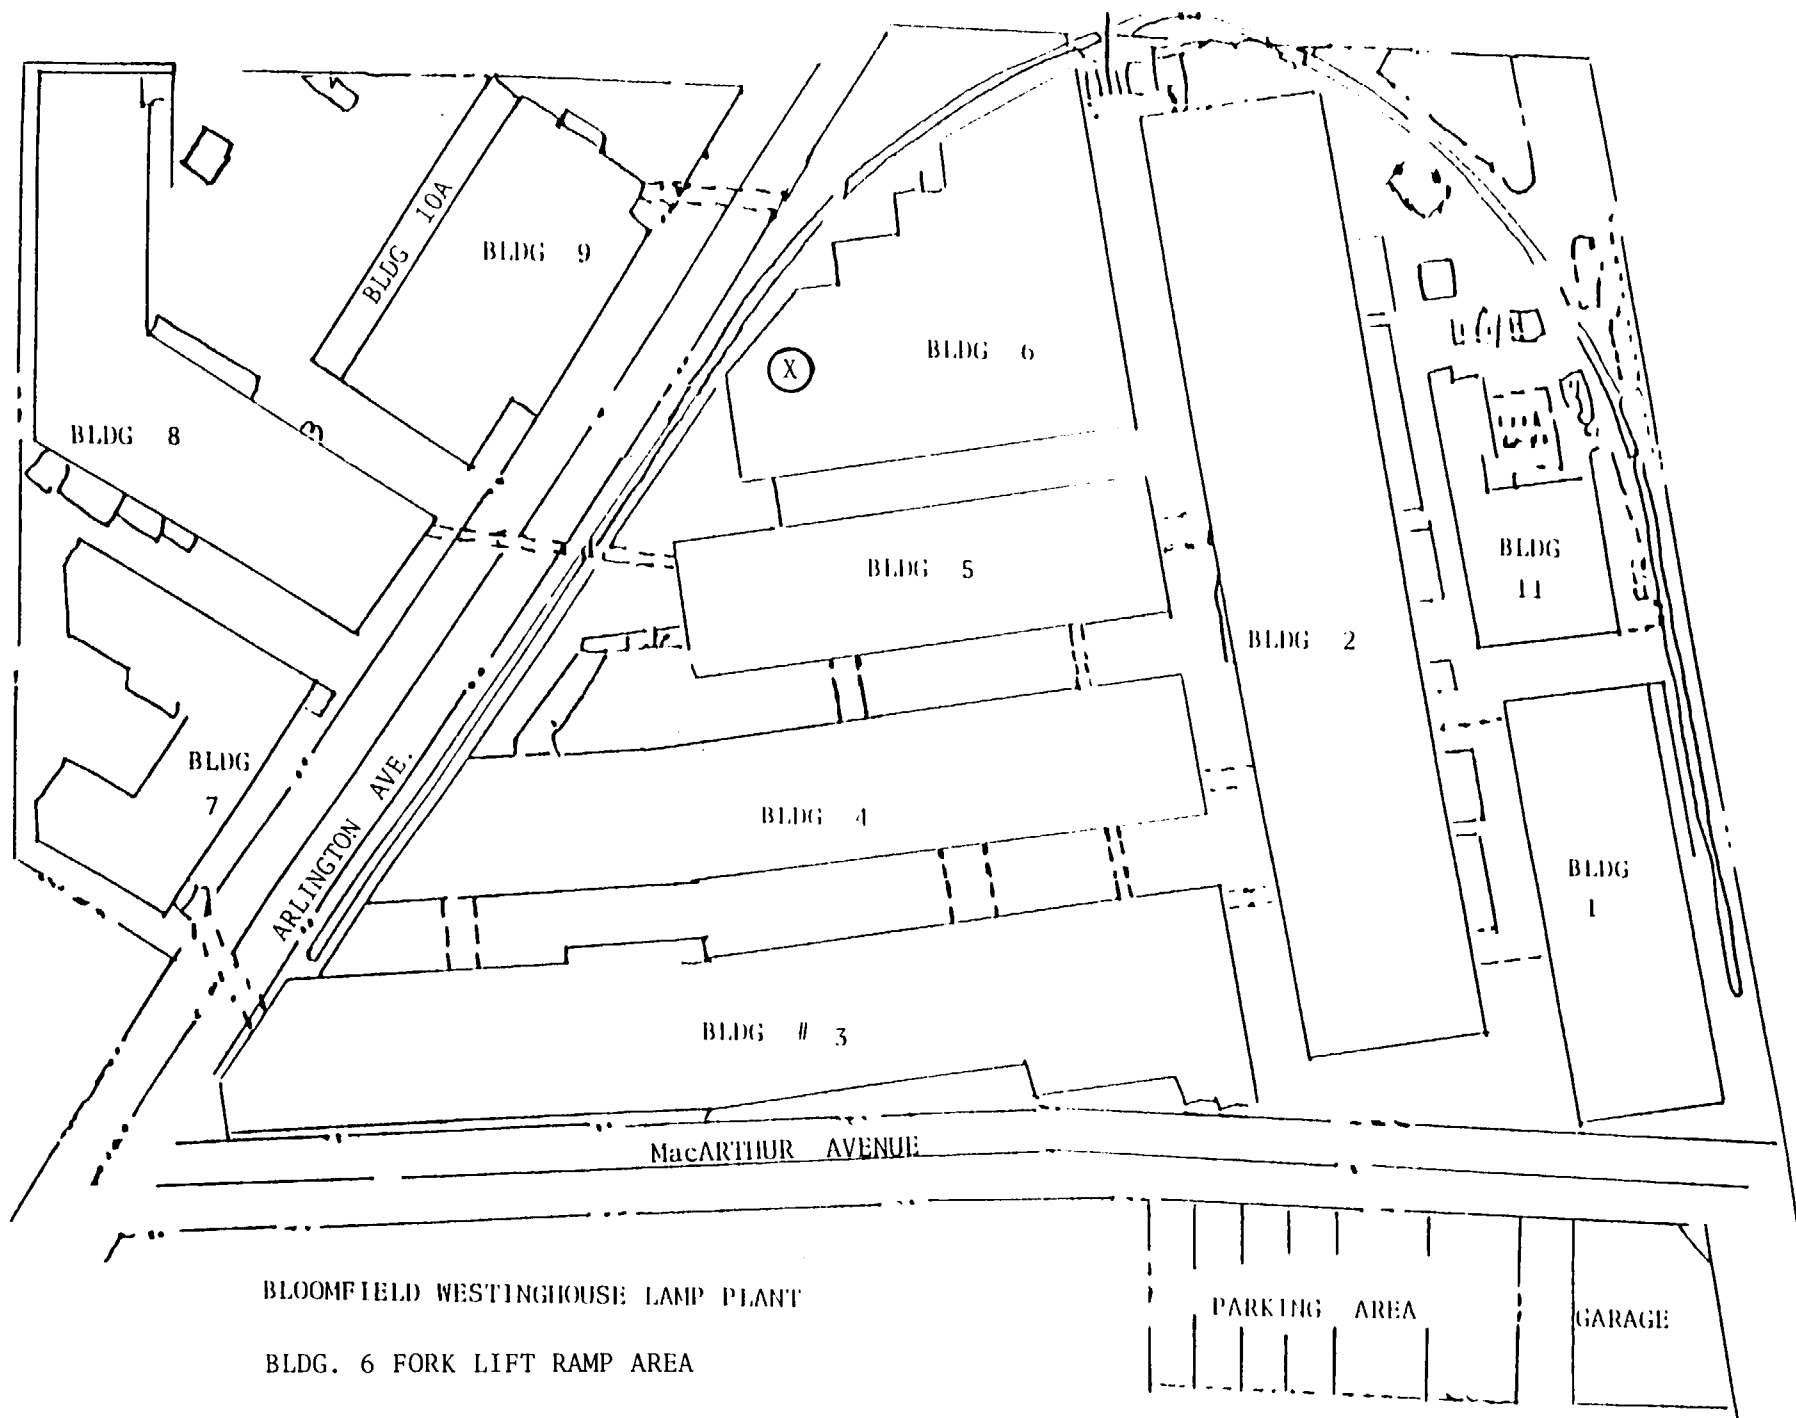 BLDG 10A
BLDG 9
BLDG 6
X
BLDG 8
BLDG 5
BLDG
11
BLDG 2
BLDG
7
ARLINGTON AVE.
BLDG 4
BLDG
1
BLDG # 3
MacARTHUR AVENUE
BLOOMFIELD WESTINGHOUSE LAMP PLANT
PARKING AREA
GARAGE
BLDG. 6 FORK LIFT RAMP AREA